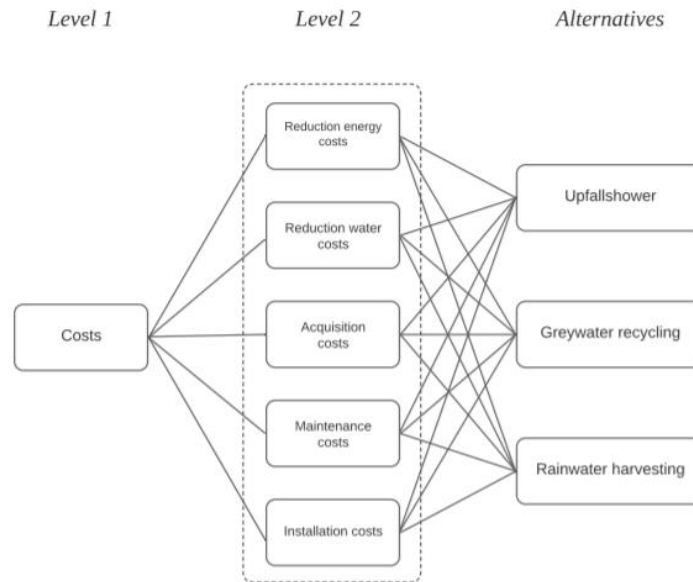 Level 1
Level 2
Alternatives
Costs
Reduction energy
costs
Reduction water
costs
Acquisition
costs
Maintenance
costs
Installation costs
Upfallshower
Greywater recycling
Rainwater harvesting